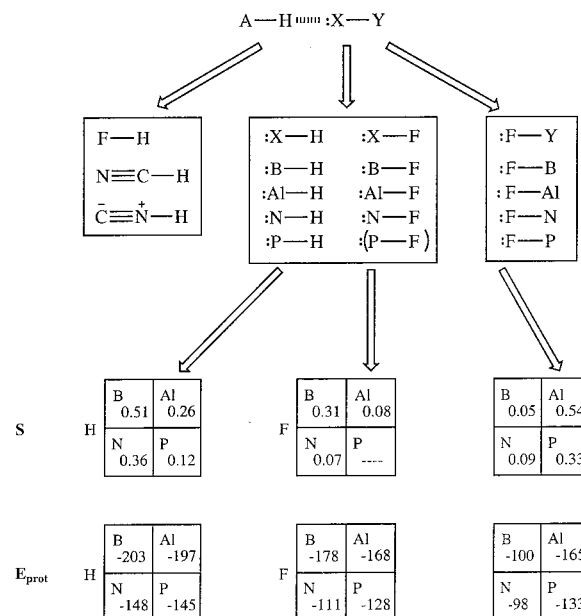 A—H ıııııı :X—Y
F—H
N≡C—H
C̄≡N⁺—H
:X—H :X—F
:B—H :B—F
:Al—H :Al—F
:N—H :N—F
:P—H :(P—F)
:F—Y
:F—B
:F—Al
:F—N
:F—P
S
H
B 0.51 Al 0.26
N 0.36 P 0.12
F
B 0.31 Al 0.08
N 0.07 P ----
B 0.05 Al 0.54
N 0.09 P 0.33
Eprot
H
B -203 Al -197
N -148 P -145
F
B -178 Al -168
N -111 P -128
B -100 Al -165
N -98 P -133